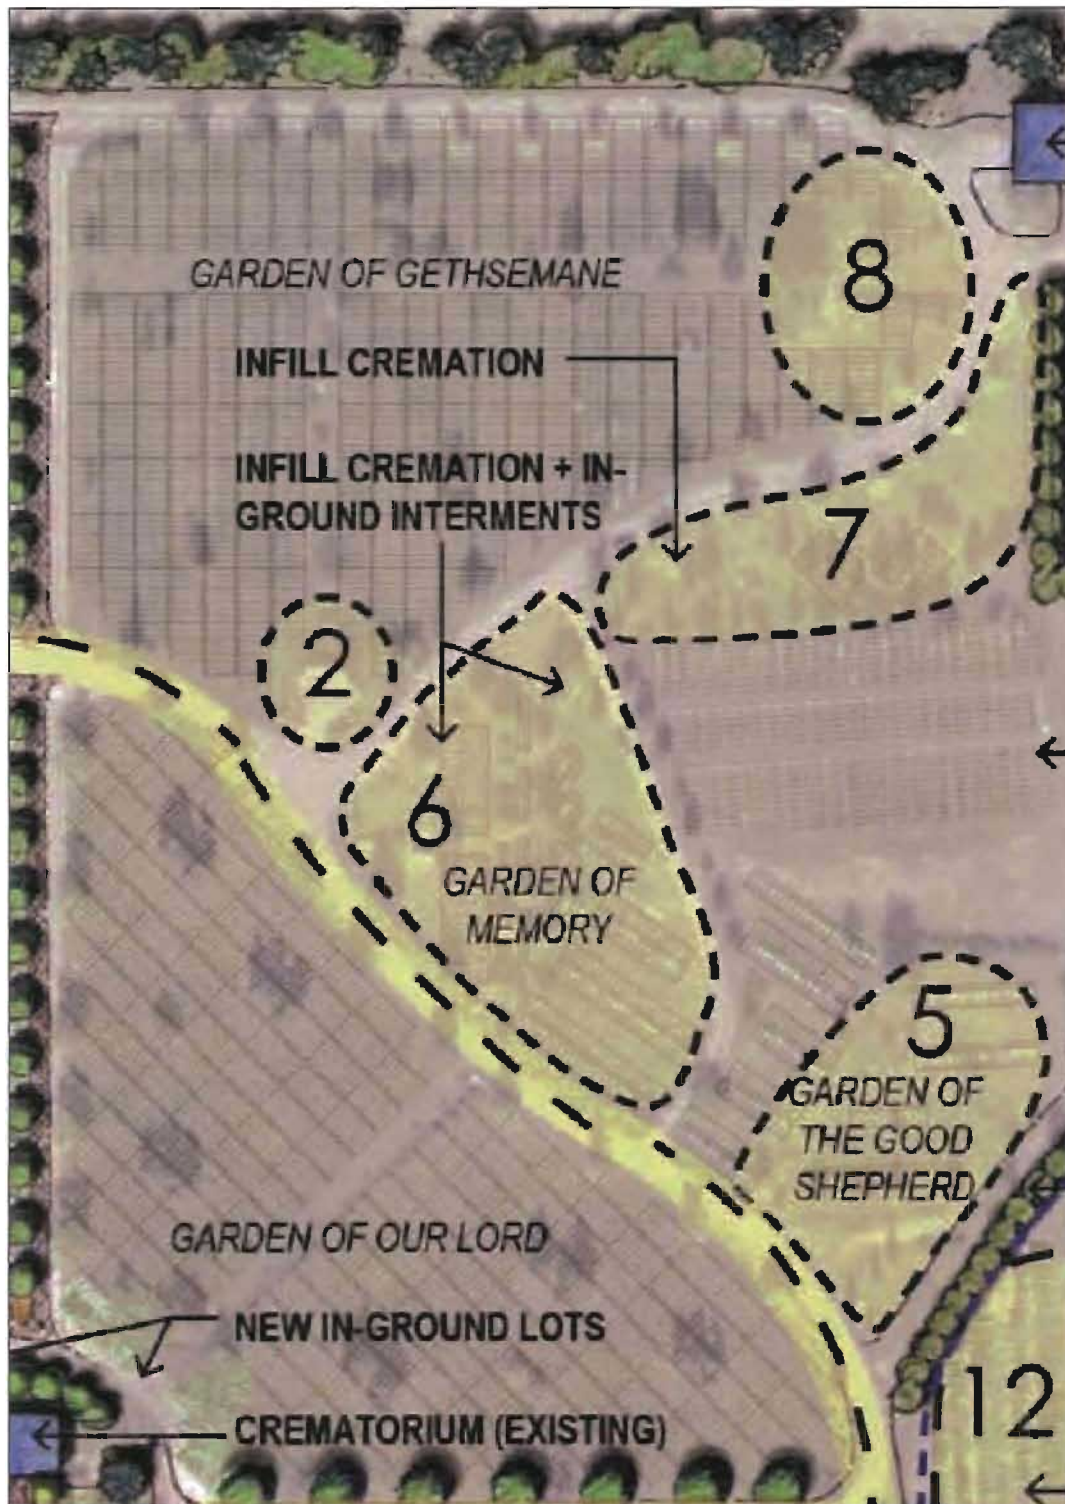 8
GARDEN OF GETHSEMANE
INFILL CREMATION
INFILL CREMATION + IN-
GROUND INTERMENTS
7
2
6
GARDEN OF
MEMORY
5
GARDEN OF
THE GOOD
SHEPHERD
GARDEN OF OUR LORD
NEW IN-GROUND LOTS
12
CREMATORIUM (EXISTING)